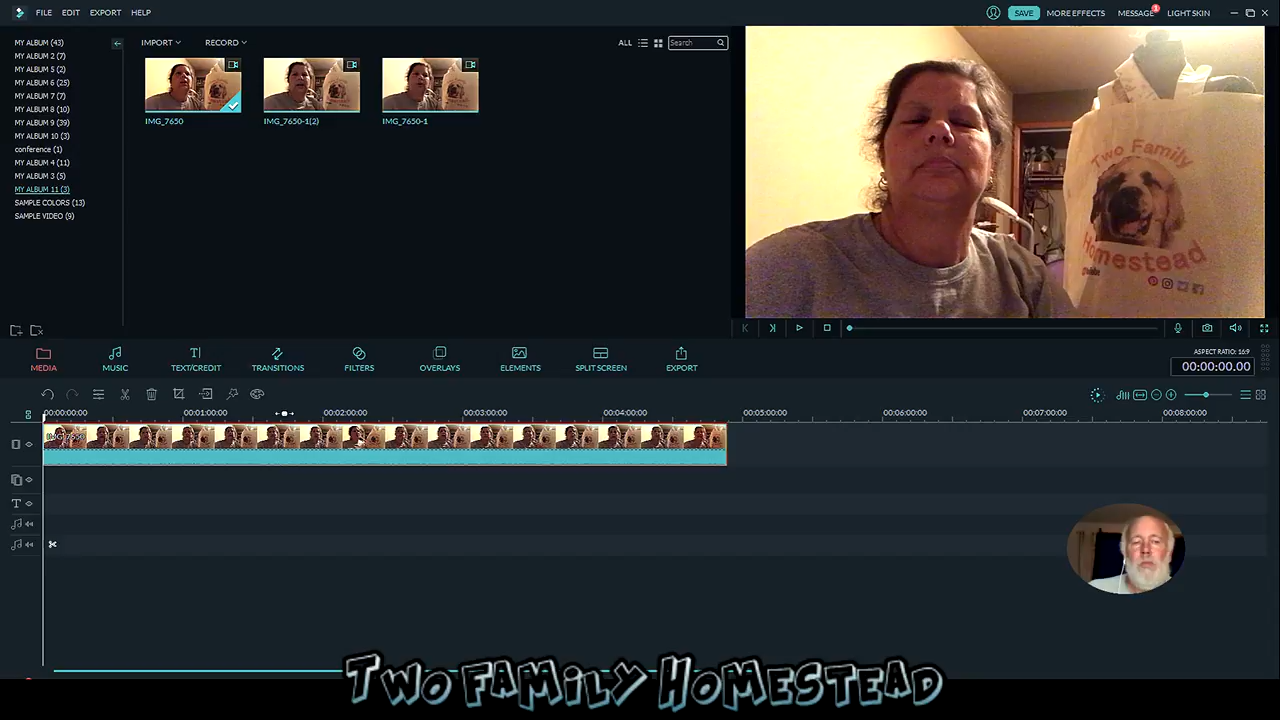 FILE EDIT EXPORT HELP
SAVE MORE EFFECTS MESSAGE 1 LIGHT SKIN
MY ALBUM (43)
MY ALBUM 2 (7)
MY ALBUM 5 (2)
MY ALBUM 6 (25)
MY ALBUM 7 (7)
MY ALBUM 8 (10)
MY ALBUM 9 (39)
MY ALBUM 10 (3)
conference (1)
MY ALBUM 4 (11)
MY ALBUM 3 (5)
MY ALBUM 11 (3)
SAMPLE COLORS (13)
SAMPLE VIDEO (9)
IMPORT RECORD ALL Search
IMG_7650 IMG_7650-1(2) IMG_7650-1
Two Family
Homestead
MEDIA MUSIC TEXT/CREDIT TRANSITIONS FILTERS OVERLAYS ELEMENTS SPLIT SCREEN EXPORT
ASPECT RATIO: 16:9
00:00:00.00
00:00:00:00 00:01:00:00 00:02:00:00 00:03:00:00 00:04:00:00 00:05:00:00 00:06:00:00 00:07:00:00 00:08:00:00
IMG_7650
Two Family Homestead